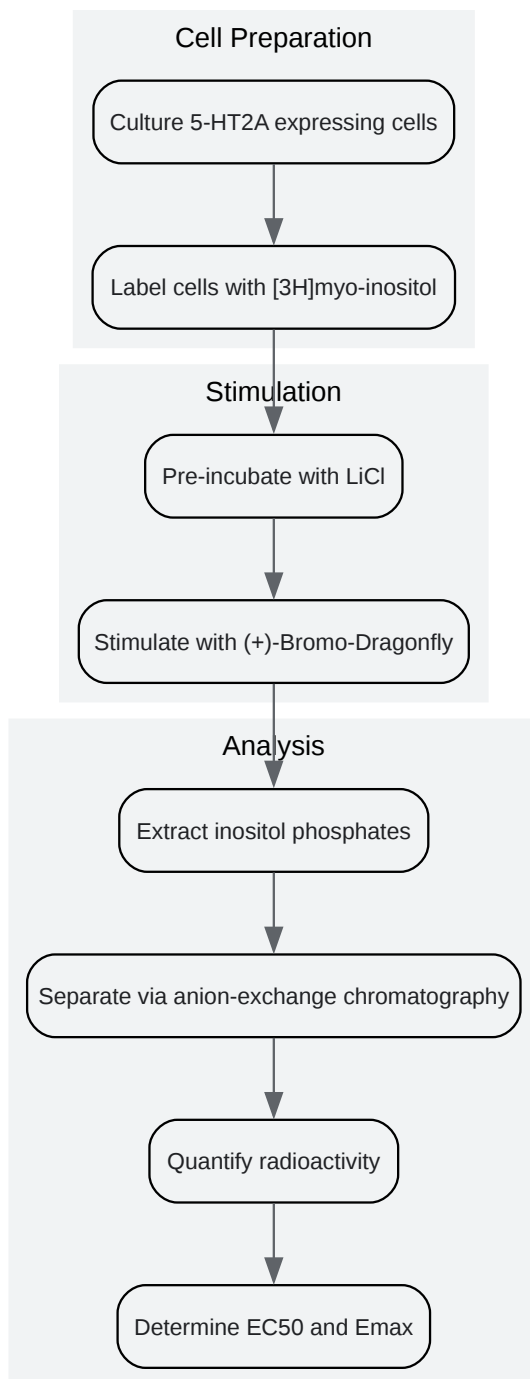 Cell Preparation
Culture 5-HT2A expressing cells
Label cells with [3H]myo-inositol
Stimulation
Pre-incubate with LiCl
Stimulate with (+)-Bromo-Dragonfly
Analysis
Extract inositol phosphates
Separate via anion-exchange chromatography
Quantify radioactivity
Determine EC50 and Emax